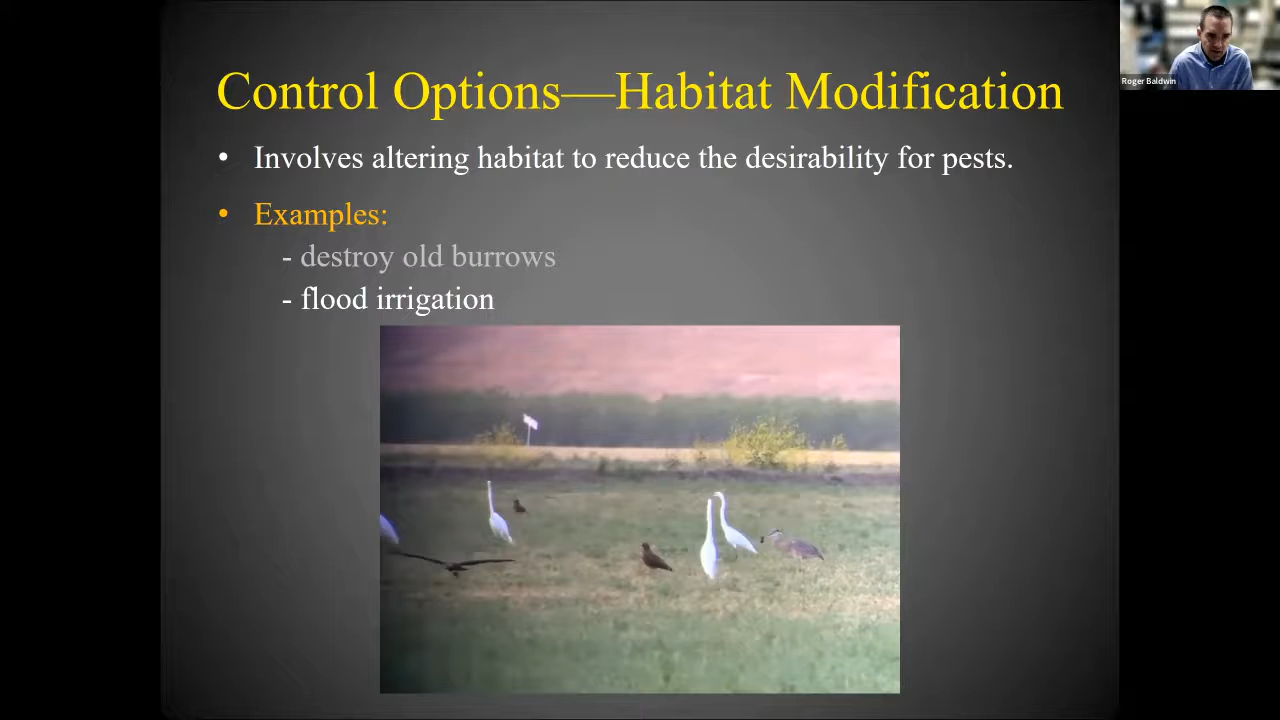 Control Options—Habitat Modification
• Involves altering habitat to reduce the desirability for pests.
• Examples:
- destroy old burrows
- flood irrigation
Roger Baldwin